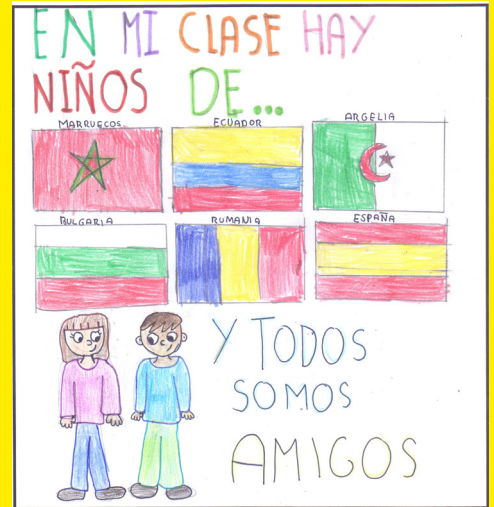 EN MI CLASE HAY
NIÑOS DE...
MARRUECOS ECUADOR ARGELIA
BULGARIA RUMANIA ESPAÑA
Y TODOS
SOMOS
AMIGOS